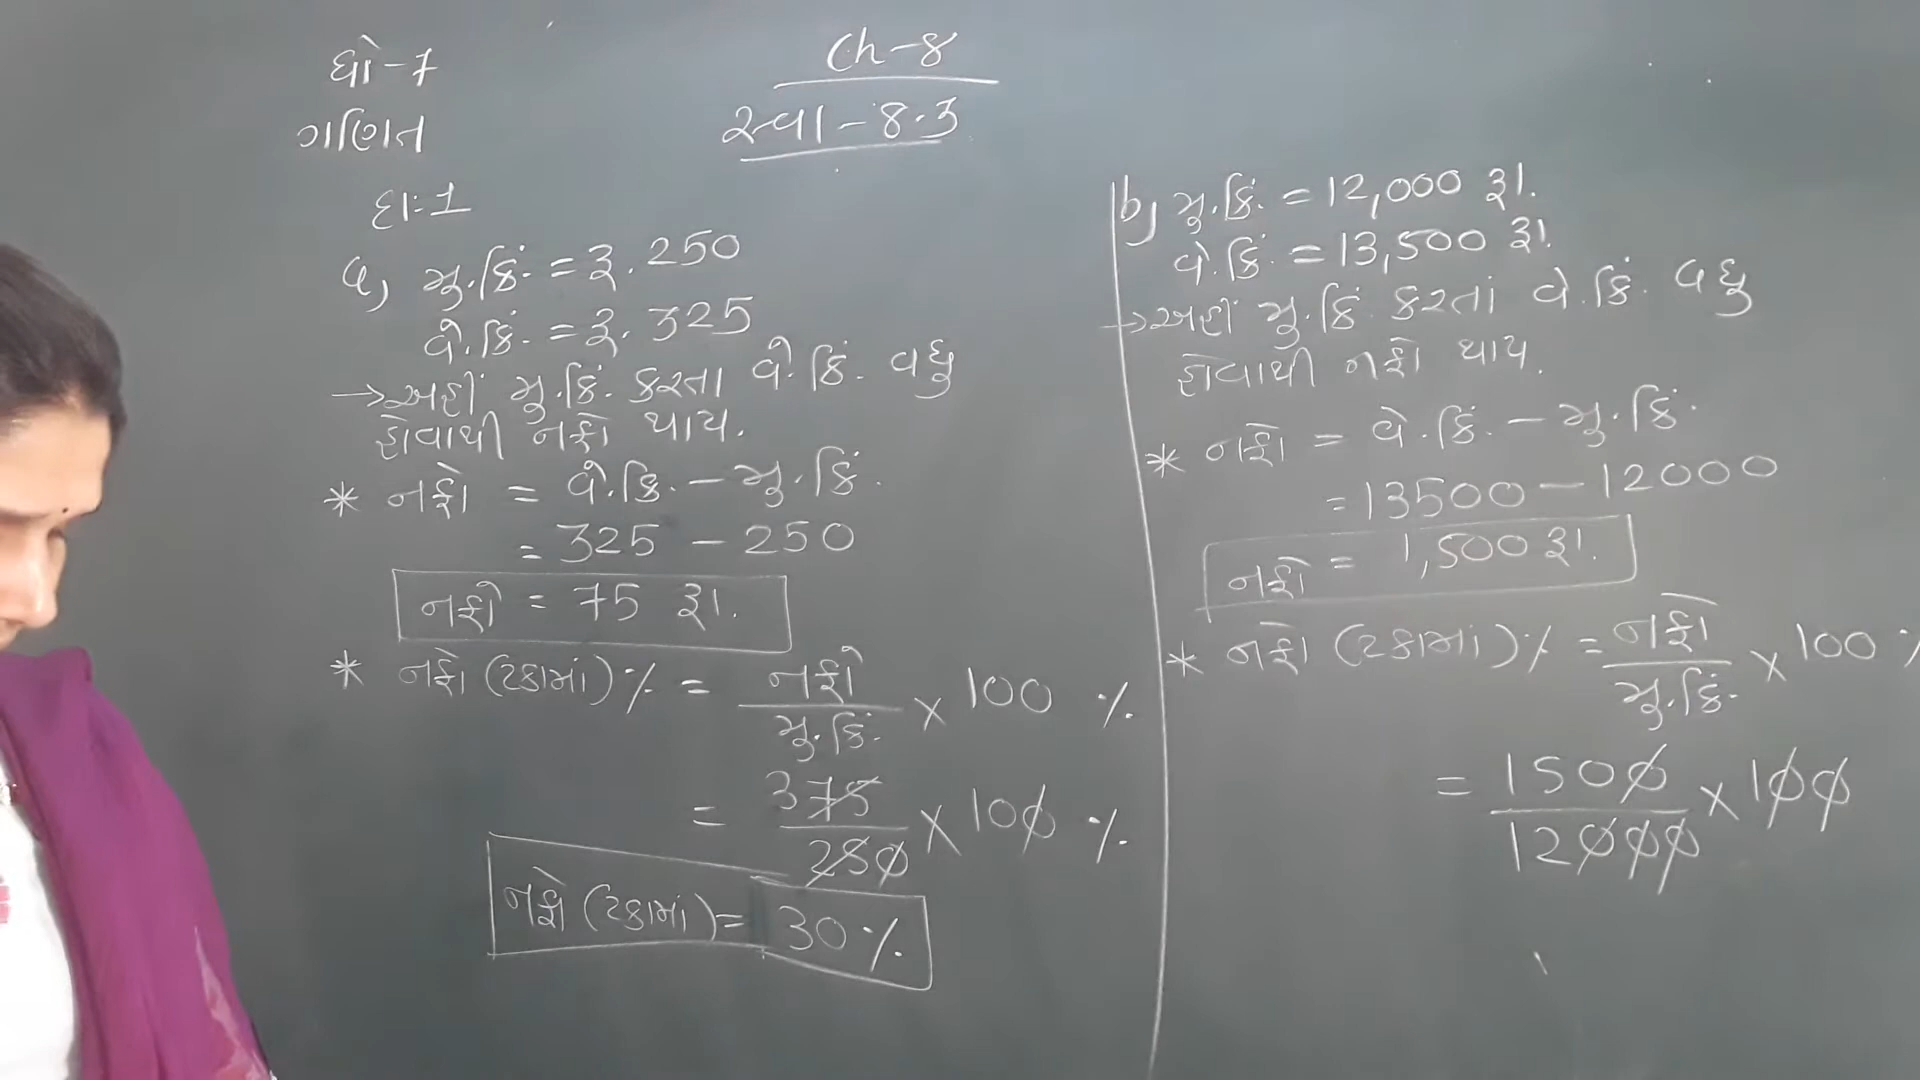 ધો-7
ગણિત
Ch-8
સ્વા-8.3
દા:1
a) મુ.કિં. = રૂ. 250
વે.કિં. = રૂ. 325
→ અહીં મુ.કિં. કરતા વે.કિં. વધુ
હોવાથી નફો થાય.
* નફો = વે.કિં. – મુ.કિં.
= 325 – 250
નફો = 75 રૂા.
* નફો (ટકામાં) % = નફો / મુ.કિં. × 100 %
= 3 75 / 250 × 100 %
નફો (ટકામાં) = 30 %
b) મુ.કિં. = 12,000 રૂા.
વે.કિં. = 13,500 રૂા.
→ અહીં મુ.કિં. કરતાં વે.કિં. વધુ
હોવાથી નફો થાય.
* નફો = વે.કિં. – મુ.કિં.
= 13500 – 12000
નફો = 1,500 રૂા.
* નફો (ટકામાં) % = નફો / મુ.કિં. × 100 %
= 1500 / 12000 × 100